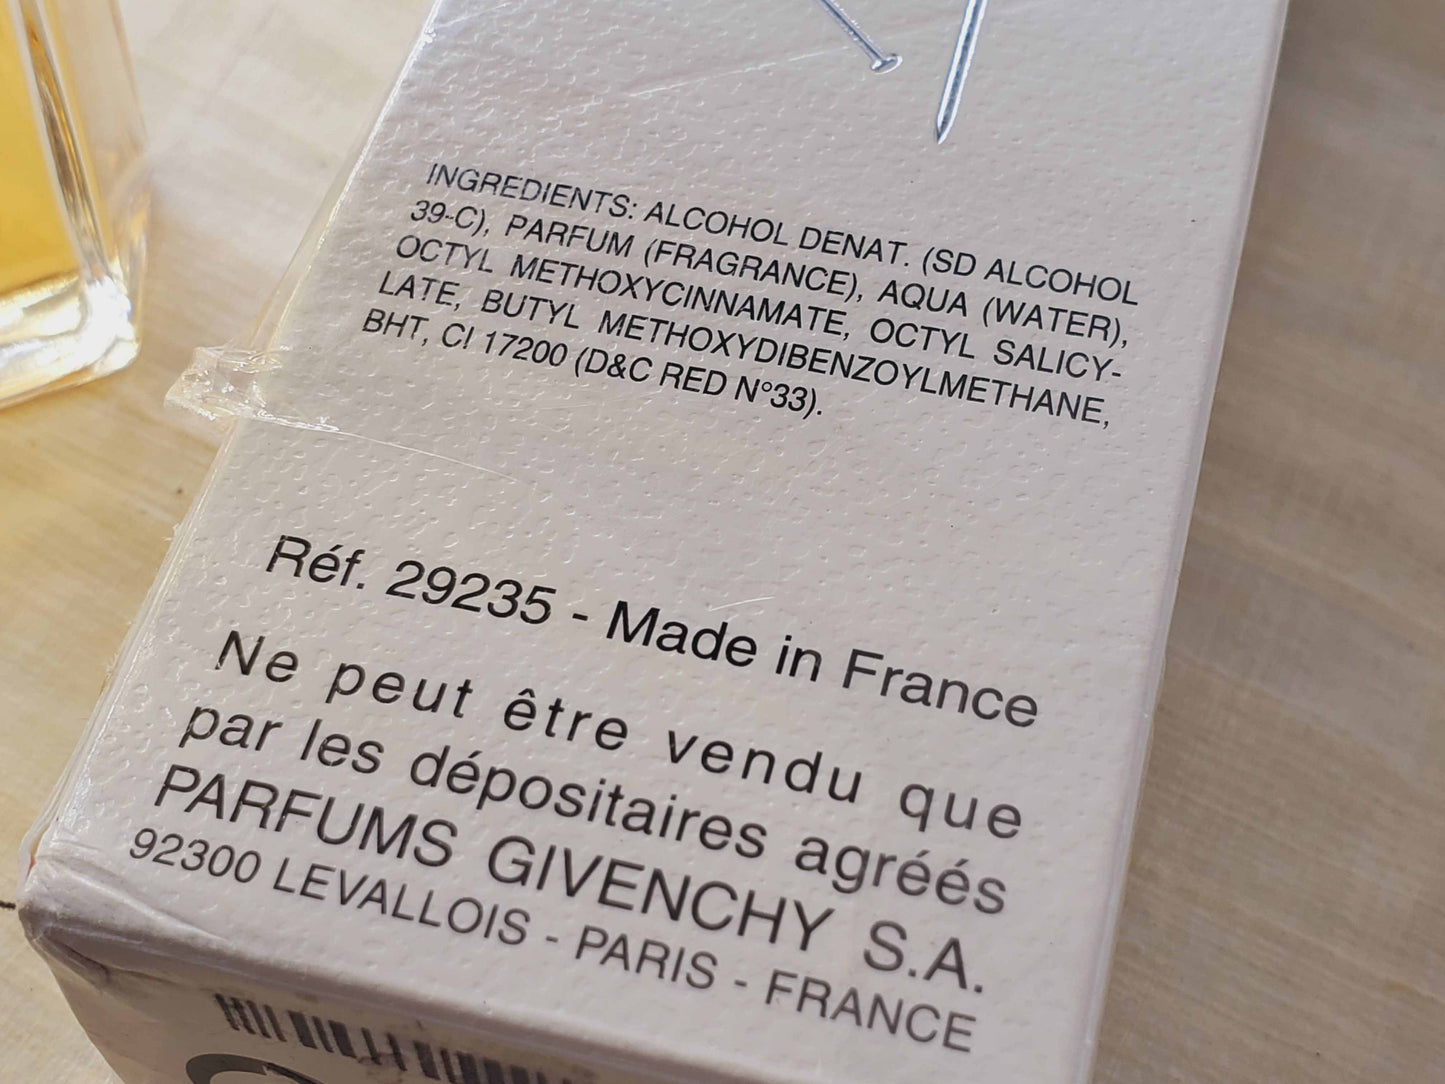 INGREDIENTS: ALCOHOL DENAT. (SD ALCOHOL
39-C), PARFUM (FRAGRANCE), AQUA (WATER),
OCTYL METHOXYCINNAMATE, OCTYL SALICY-
LATE, BUTYL METHOXYDIBENZOYLMETHANE,
BHT, CI 17200 (D&C RED N°33).
Réf. 29235 - Made in France
Ne peut être vendu que
par les dépositaires agréés
PARFUMS GIVENCHY S.A.
92300 LEVALLOIS - PARIS - FRANCE